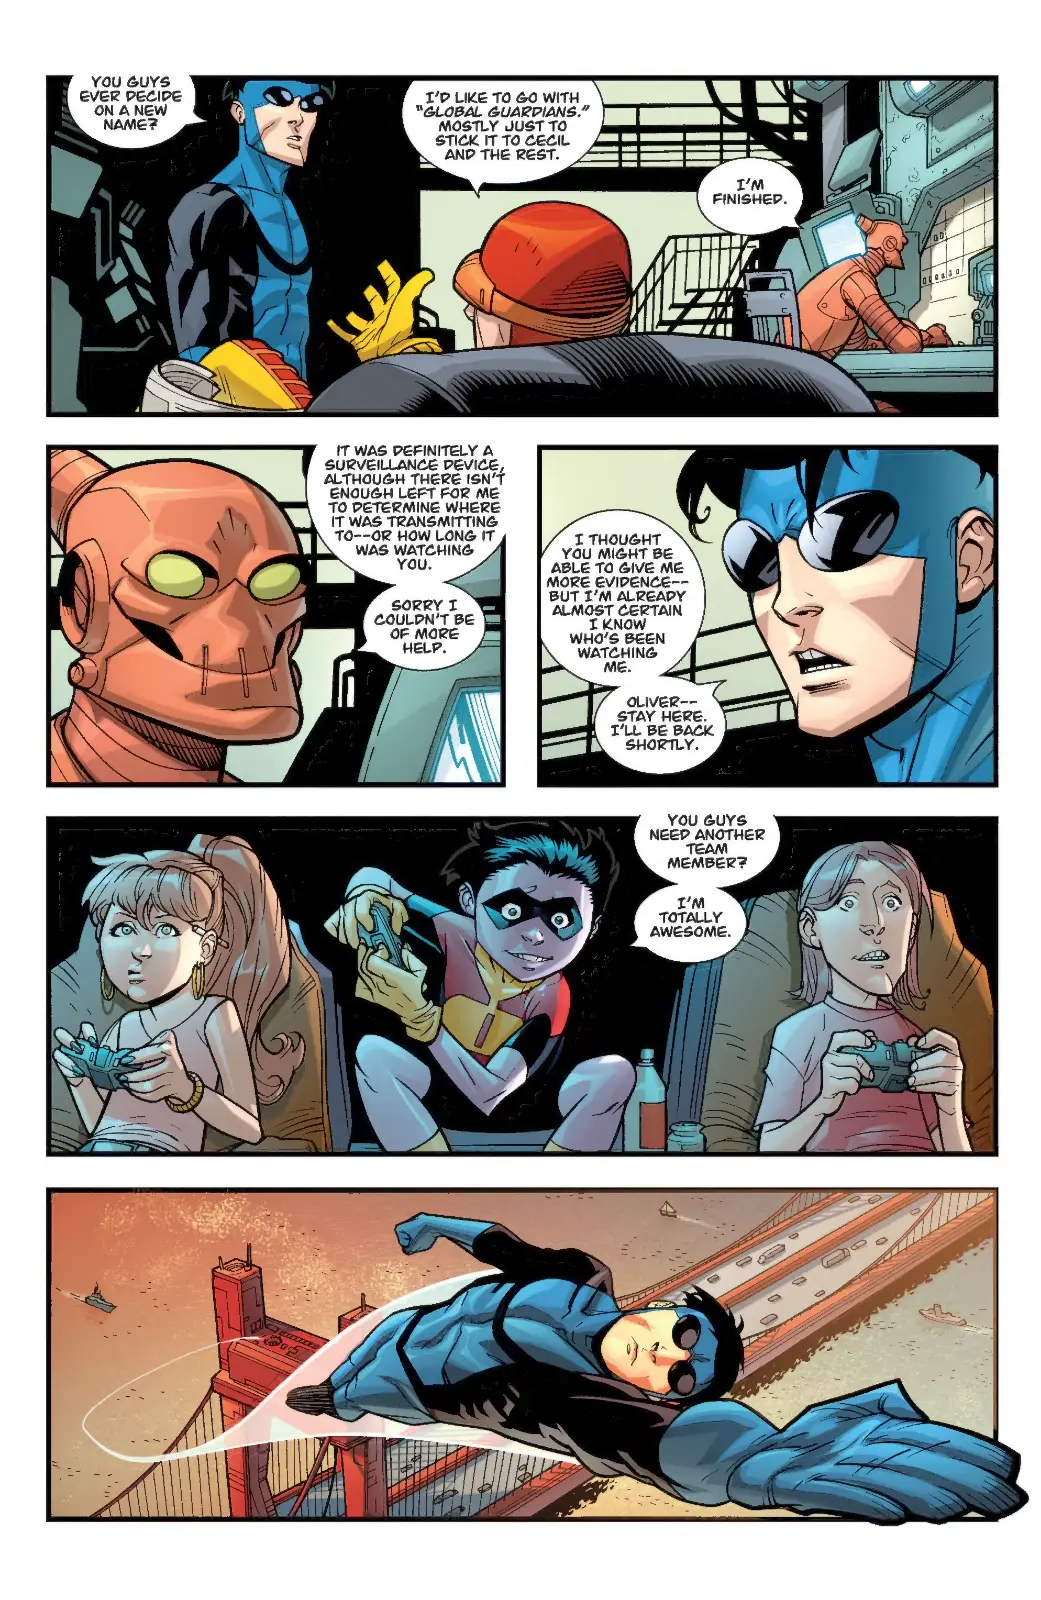 YOU GUYS
EVER DECIDE
ON A NEW
NAME?
I'D LIKE TO GO WITH
"GLOBAL GUARDIANS."
MOSTLY JUST TO
STICK IT TO CECIL
AND THE REST.
I'M
FINISHED.
IT WAS DEFINITELY A
SURVEILLANCE DEVICE,
ALTHOUGH THERE ISN'T
ENOUGH LEFT FOR ME
TO DETERMINE WHERE
IT WAS TRANSMITTING
TO--OR HOW LONG IT
WAS WATCHING
YOU.
SORRY I
COULDN'T BE
OF MORE
HELP.
I THOUGHT
YOU MIGHT BE
ABLE TO GIVE ME
MORE EVIDENCE--
BUT I'M ALREADY
ALMOST CERTAIN
I KNOW
WHO'S BEEN
WATCHING
ME.
OLIVER--
STAY HERE.
I'LL BE BACK
SHORTLY.
YOU GUYS
NEED ANOTHER
TEAM
MEMBER?
I'M
TOTALLY
AWESOME.